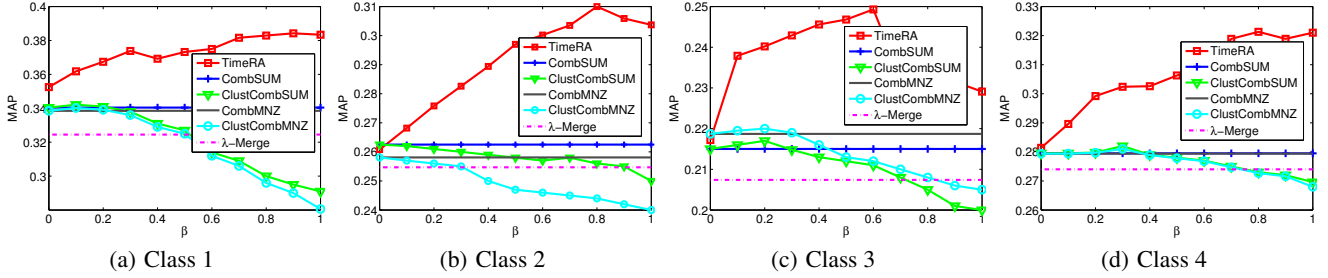 0.4
0.38
0.36
0.34
0.32
0.3
MAP
0 0.2 0.4 0.6 0.8 1
β
TimeRA
CombSUM
ClustCombSUM
CombMNZ
ClustCombMNZ
λ−Merge
(a) Class 1
0.31
0.3
0.29
0.28
0.27
0.26
0.25
0.24
MAP
0 0.2 0.4 0.6 0.8 1
β
TimeRA
CombSUM
ClustCombSUM
CombMNZ
ClustCombMNZ
λ−Merge
(b) Class 2
0.25
0.24
0.23
0.22
0.21
0.2
MAP
0 0.2 0.4 0.6 0.8 1
β
TimeRA
CombSUM
ClustCombSUM
CombMNZ
ClustCombMNZ
λ−Merge
(c) Class 3
0.33
0.32
0.31
0.3
0.29
0.28
0.27
0.26
MAP
0 0.2 0.4 0.6 0.8 1
β
TimeRA
CombSUM
ClustCombSUM
CombMNZ
ClustCombMNZ
λ−Merge
(d) Class 4